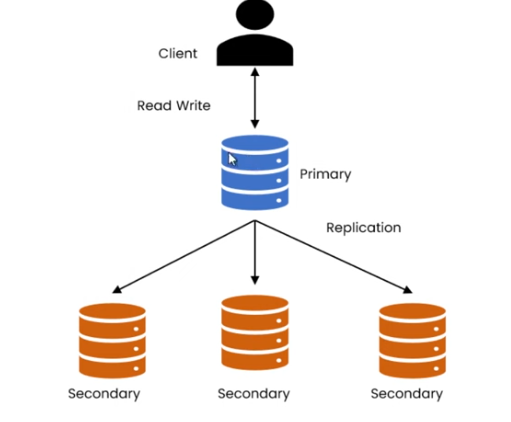 Client
Read Write
Primary
Replication
Secondary
Secondary
Secondary